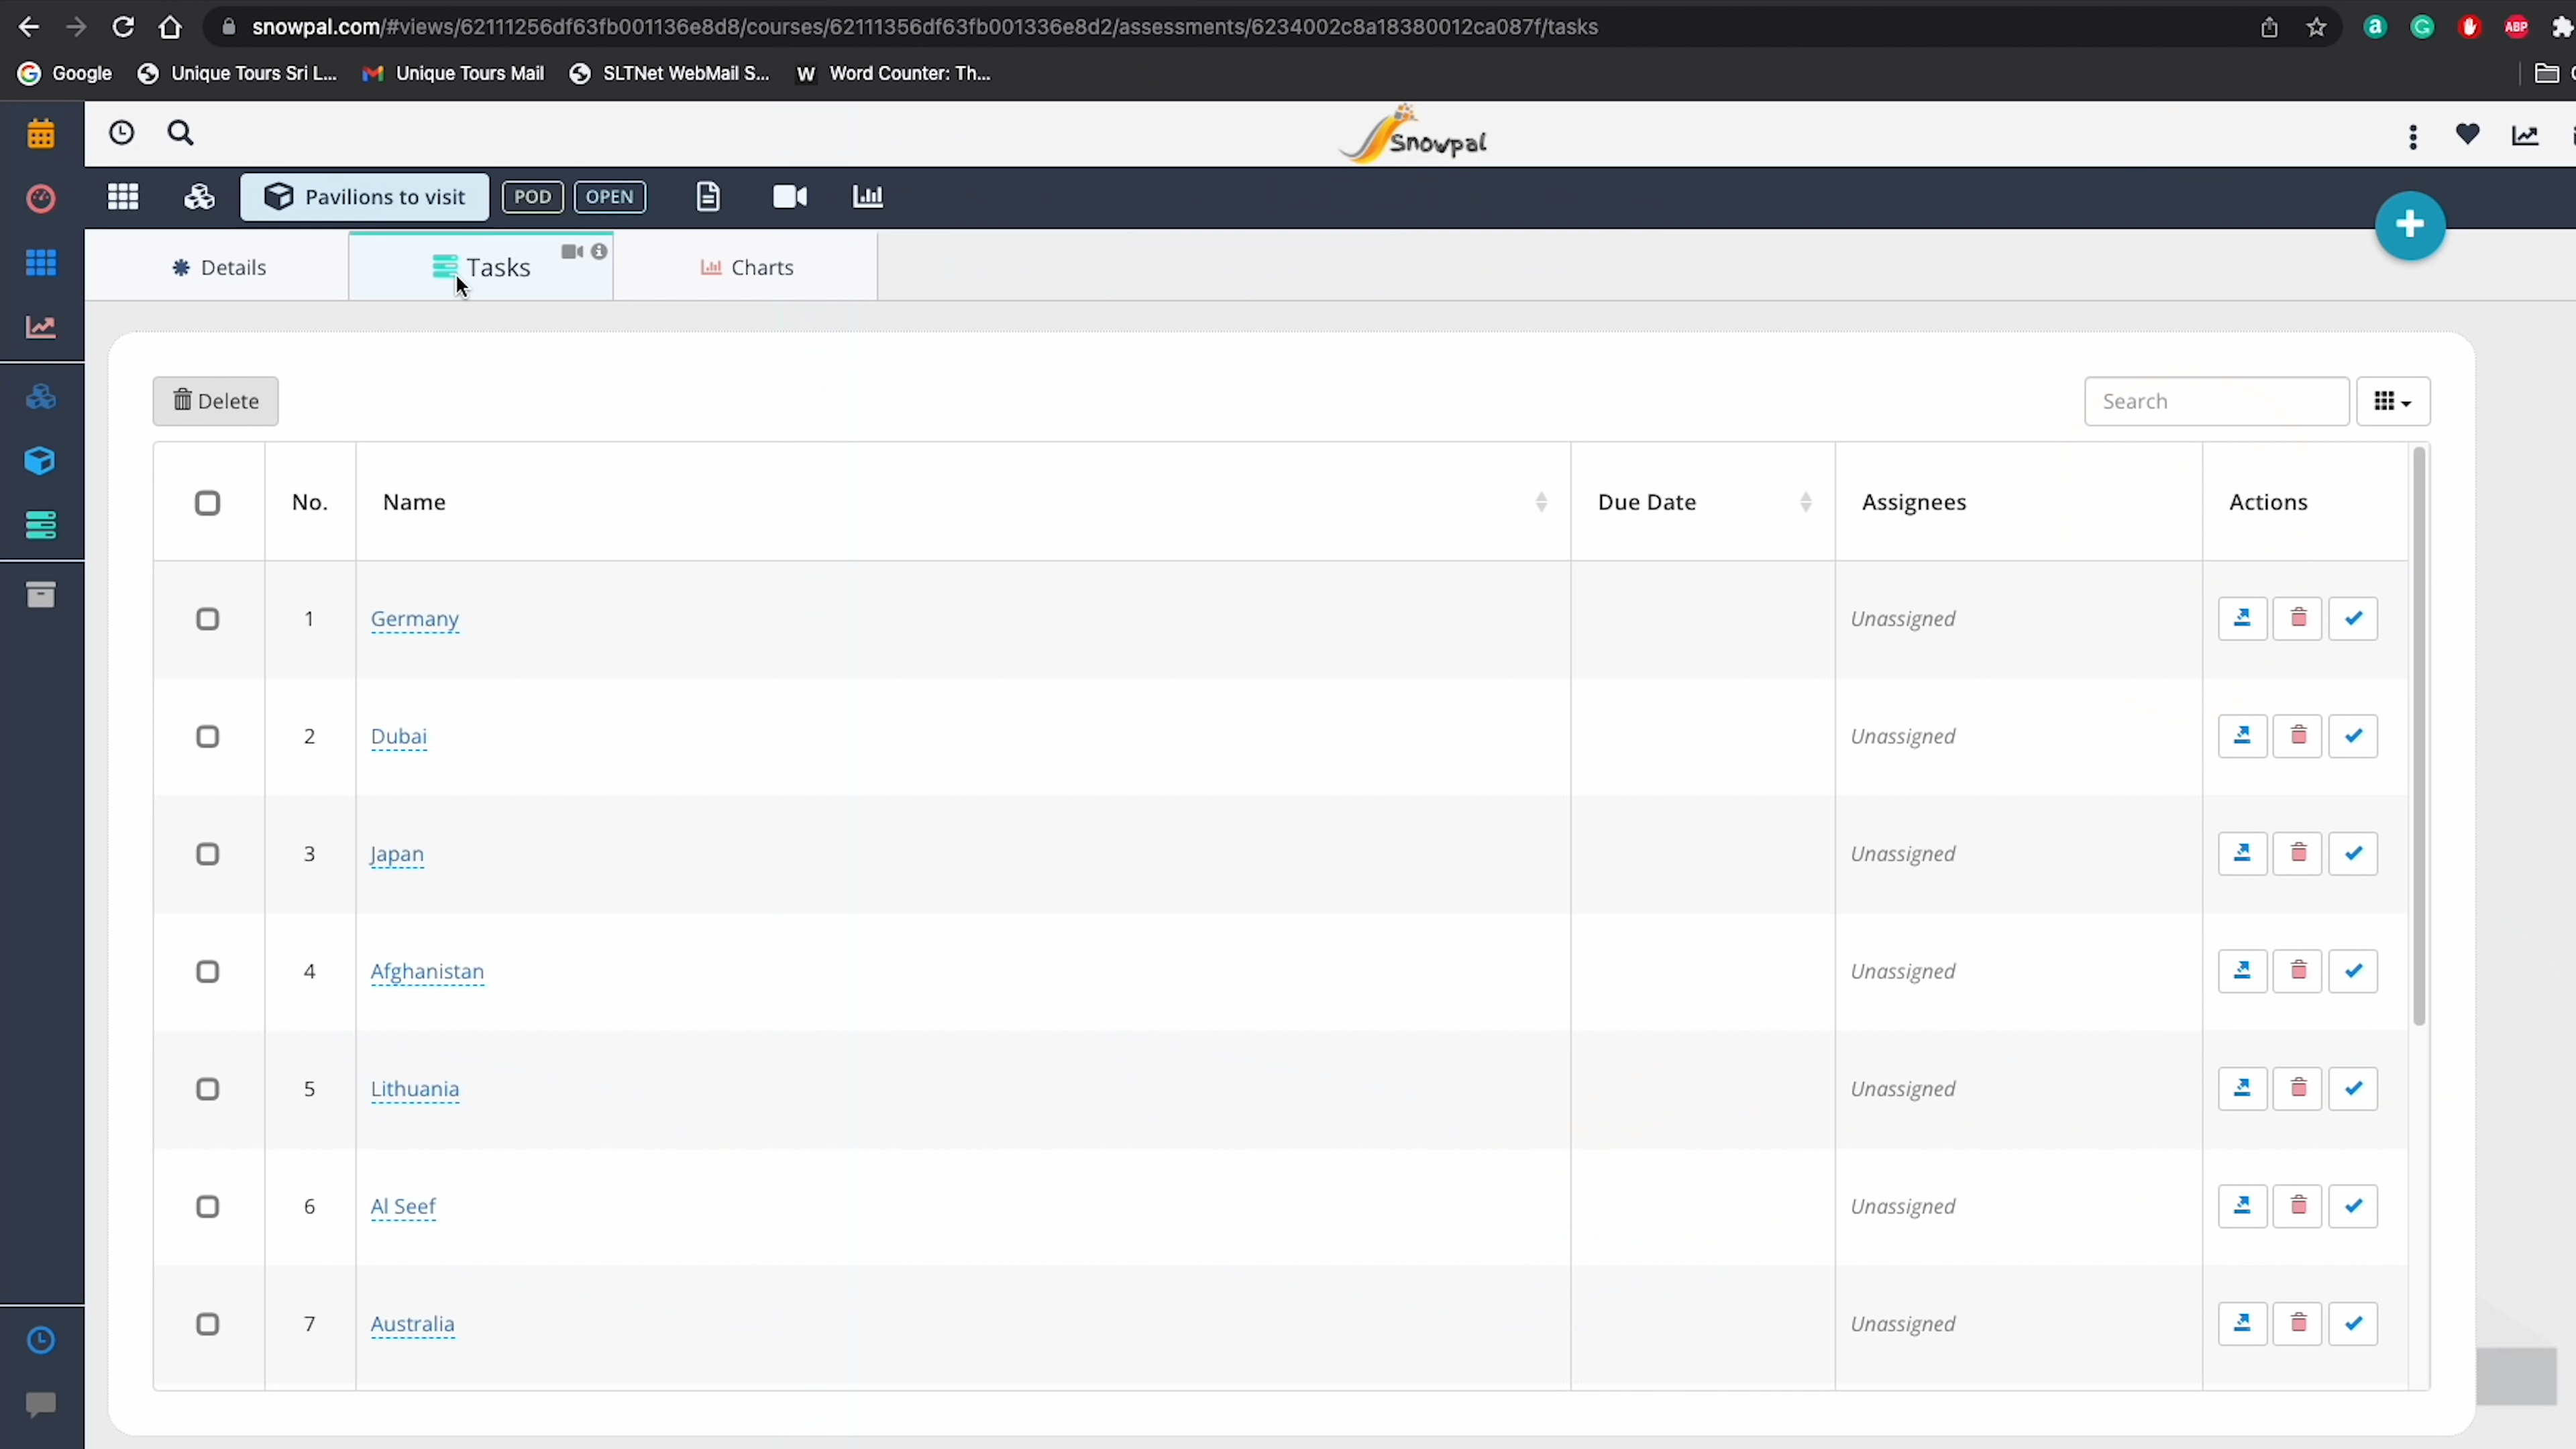 snowpal.com/#views/62111256df63fb001136e8d8/courses/62111356df63fb001336e8d2/assessments/6234002c8a18380012ca087f/tasks
a G ABP
Google Unique Tours Sri L... Unique Tours Mail SLTNet WebMail S... W Word Counter: Th...
Snowpal
Pavilions to visit POD OPEN
Details Tasks Charts
Delete Search
No. Name Due Date Assignees Actions
1 Germany Unassigned
2 Dubai Unassigned
3 Japan Unassigned
4 Afghanistan Unassigned
5 Lithuania Unassigned
6 Al Seef Unassigned
7 Australia Unassigned